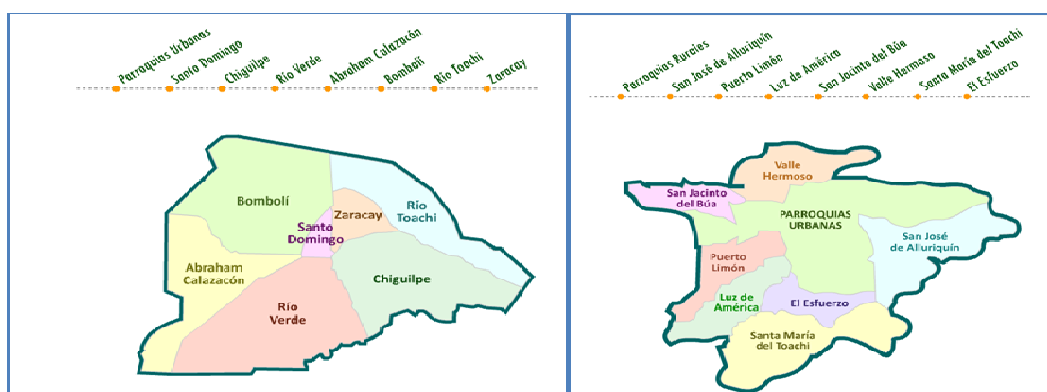 Parroquias Urbanas
Santo Domingo
Chiguilpe
Río Verde
Abraham Calazacón
Bombolí
Río Toachi
Zaracay
Bombolí
Río
Toachi
Zaracay
Santo
Domingo
Abraham
Calazacón
Chiguilpe
Río
Verde
Parroquias Rurales
San José de Alluriquín
Puerto Limón
Luz de América
San Jacinto del Búa
Valle Hermoso
Santa María del Toachi
El Esfuerzo
Valle
Hermoso
San Jacinto
del Búa
PARROQUIAS
URBANAS
San José
de Alluriquín
Puerto
Limón
Luz de
América
El Esfuerzo
Santa María
del Toachi